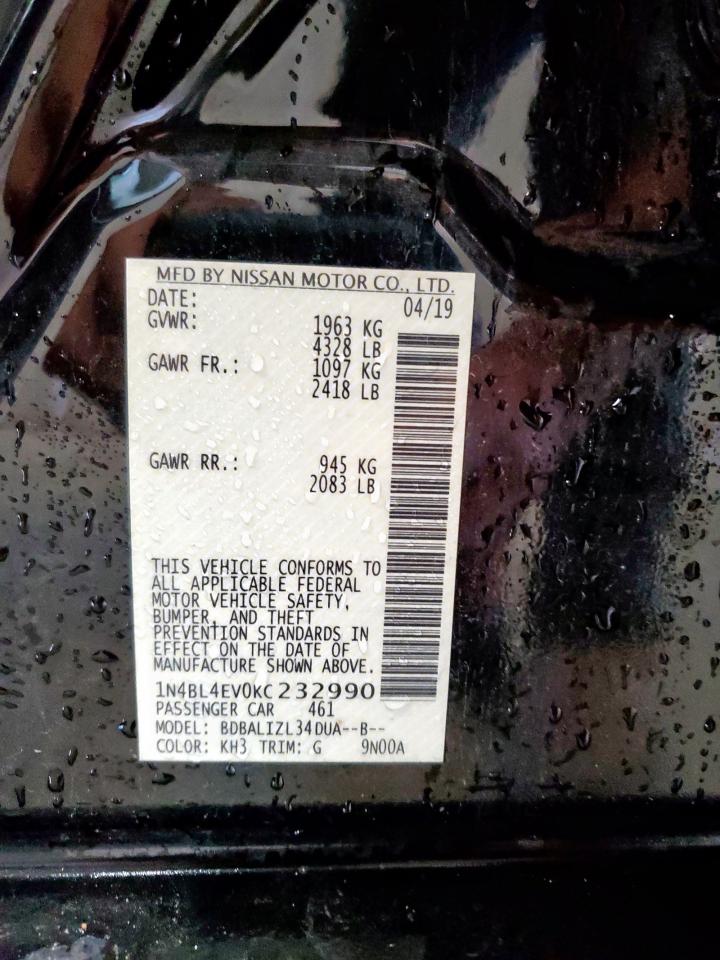 MFD BY NISSAN MOTOR CO., LTD.
DATE: 04/19
GVWR: 1963 KG
4328 LB
GAWR FR.: 1097 KG
2418 LB
GAWR RR.: 945 KG
2083 LB
THIS VEHICLE CONFORMS TO
ALL APPLICABLE FEDERAL
MOTOR VEHICLE SAFETY,
BUMPER, AND THEFT
PREVENTION STANDARDS IN
EFFECT ON THE DATE OF
MANUFACTURE SHOWN ABOVE.
1N4BL4EV0KC232990
PASSENGER CAR 461
MODEL: BDBALIZL34DUA--B--
COLOR: KH3 TRIM: G 9N00A